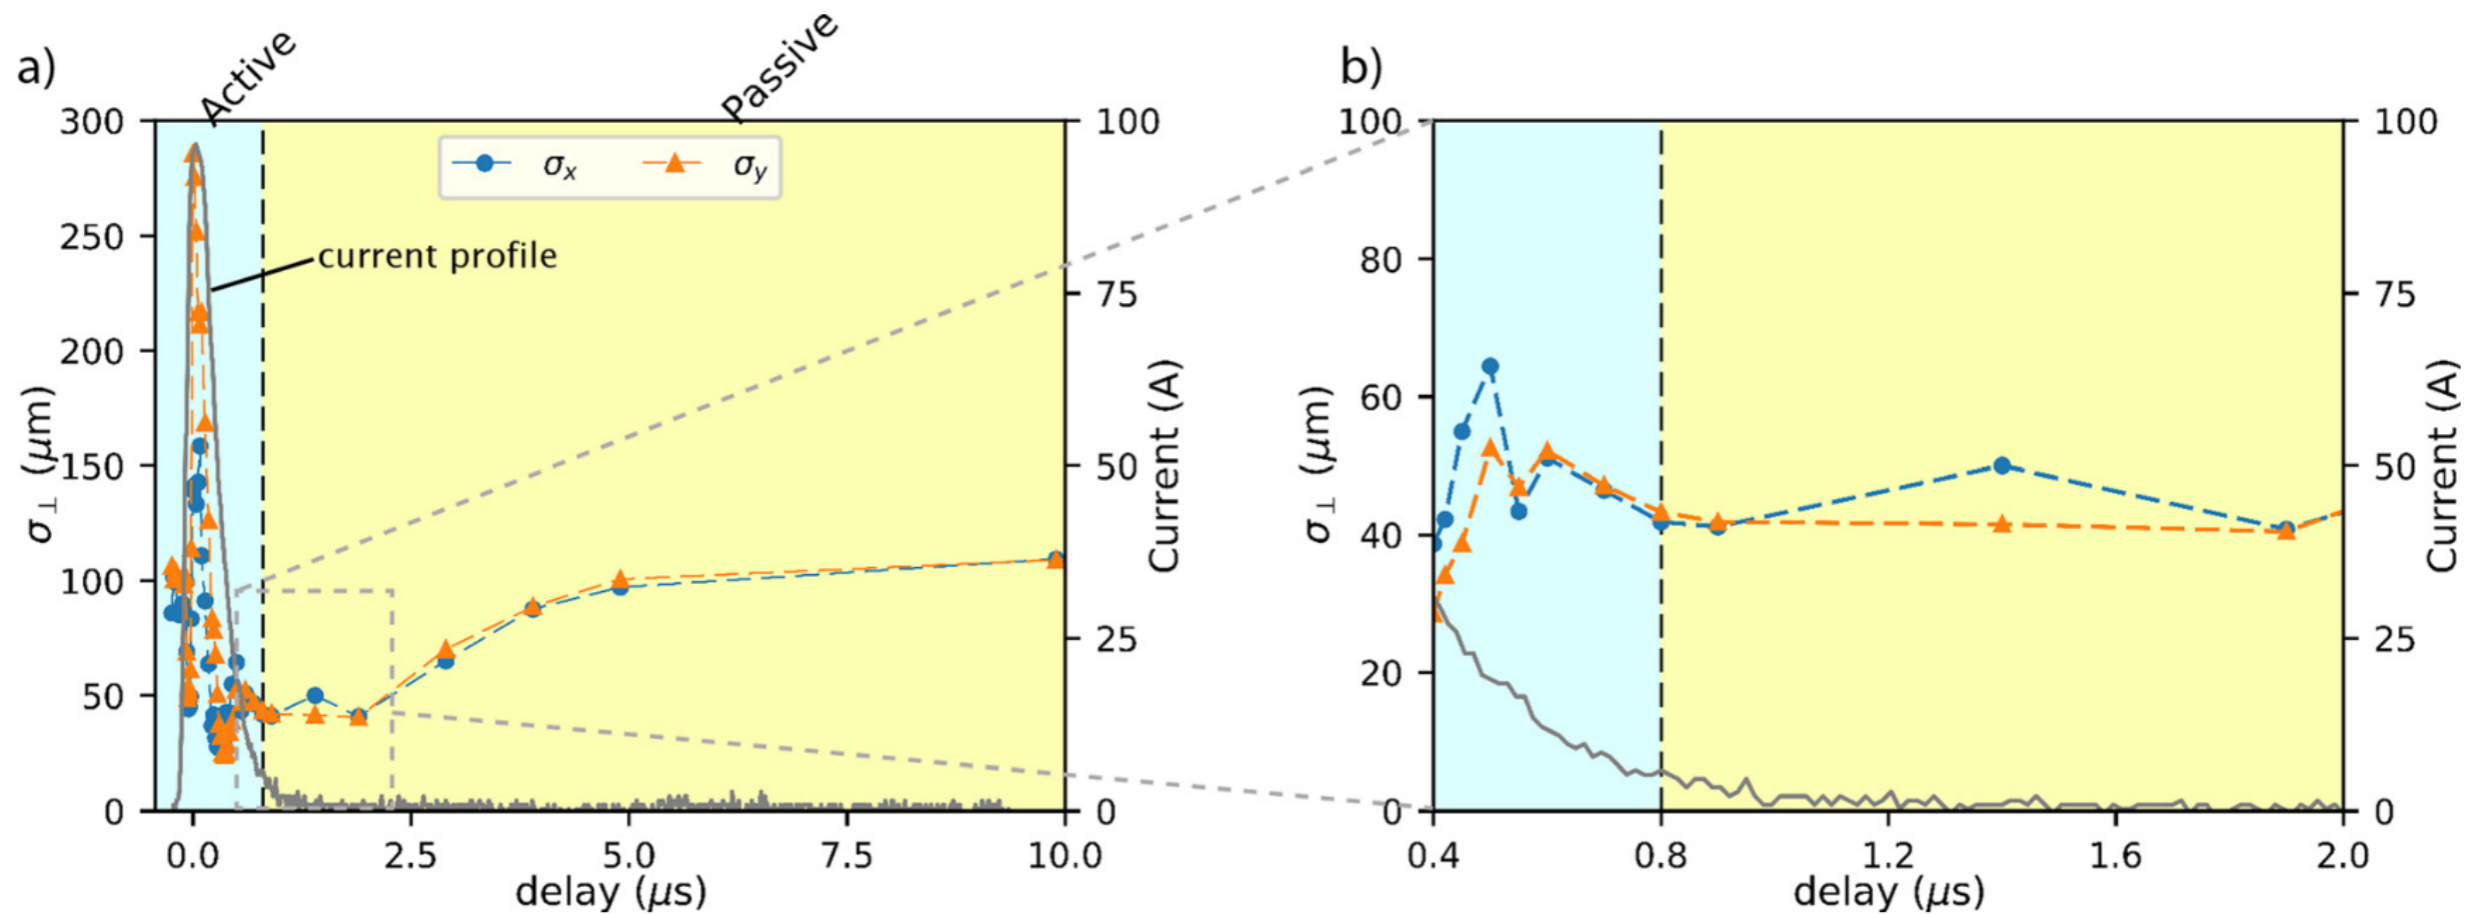 a)
Active
Passive
300
250
200
150
100
50
0
σ⊥ (μm)
σx
σy
current profile
100
75
50
25
0
Current (A)
0.0 2.5 5.0 7.5 10.0
delay (μs)
b)
100
80
60
40
20
0
σ⊥ (μm)
100
75
50
25
0
Current (A)
0.4 0.8 1.2 1.6 2.0
delay (μs)